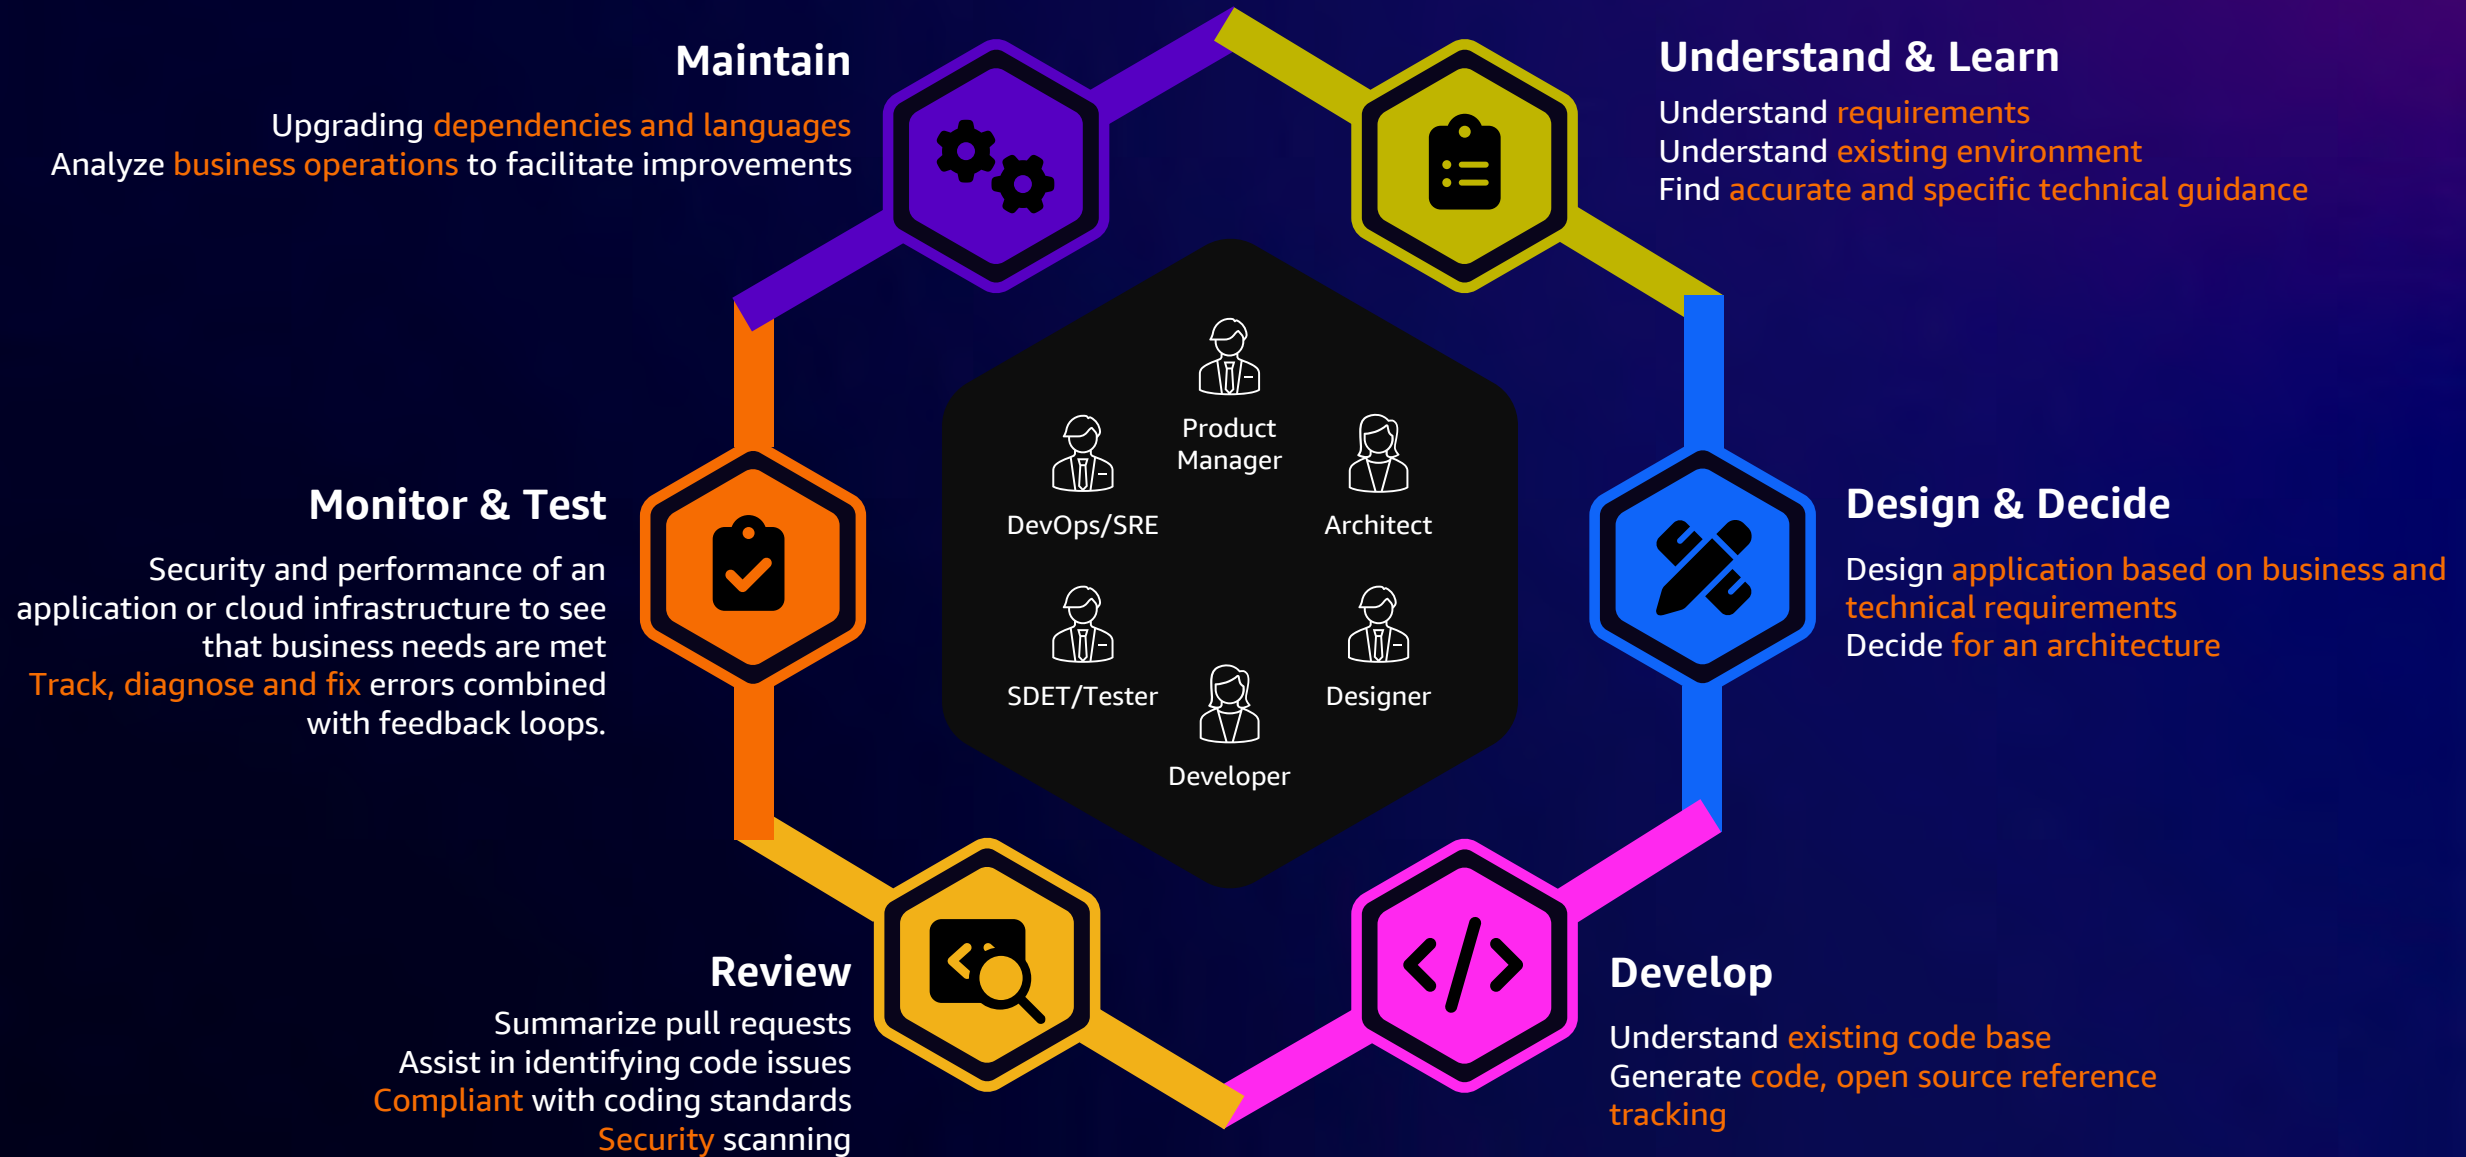 Maintain
Upgrading dependencies and languages
Analyze business operations to facilitate improvements
Understand & Learn
Understand requirements
Understand existing environment
Find accurate and specific technical guidance
Product
Manager
DevOps/SRE
Architect
SDET/Tester
Designer
Developer
Monitor & Test
Security and performance of an
application or cloud infrastructure to see
that business needs are met
Track, diagnose and fix errors combined
with feedback loops.
Design & Decide
Design application based on business and
technical requirements
Decide for an architecture
Review
Summarize pull requests
Assist in identifying code issues
Compliant with coding standards
Security scanning
Develop
Understand existing code base
Generate code, open source reference
tracking